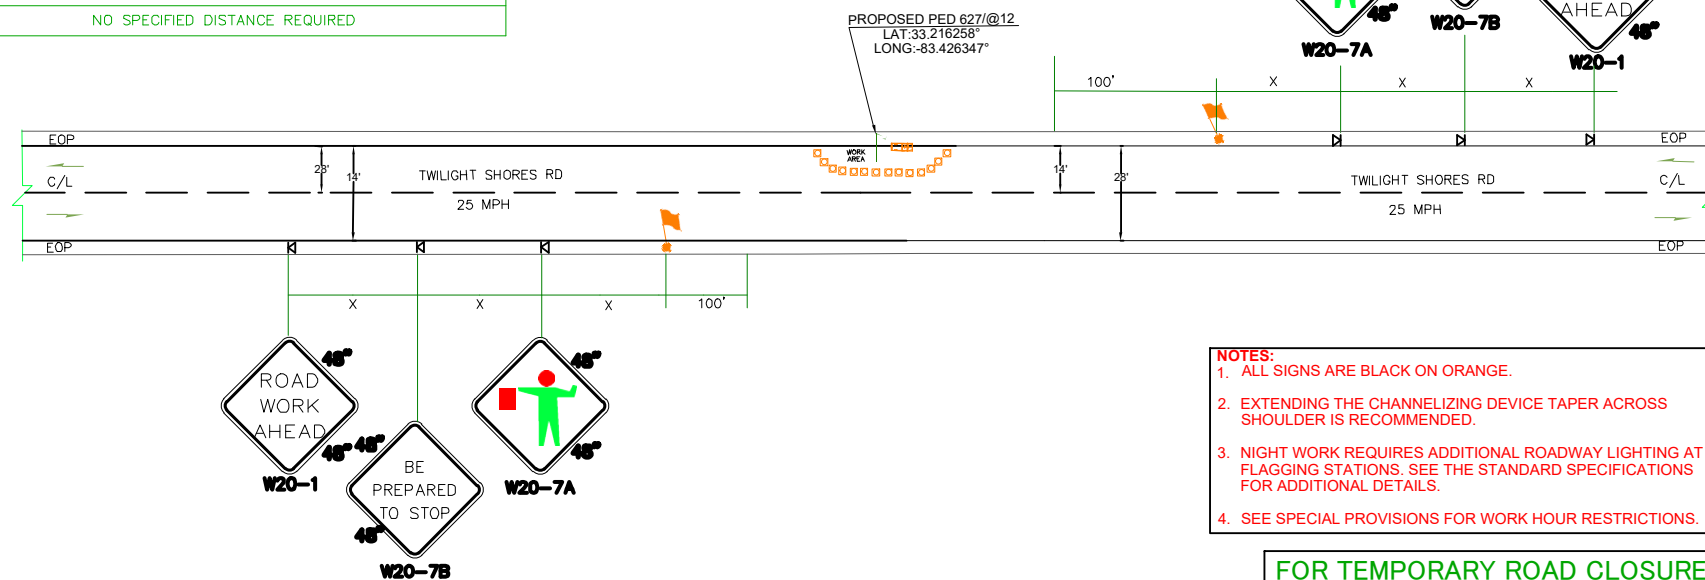 NO SPECIFIED DISTANCE REQUIRED
PROPOSED PED 627/@12
LAT:33.216258°
LONG:-83.426347°
48"
W20-7A
W20-7B
AHEAD
48"
W20-1
100'
X
X
X
EOP
EOP
C/L
C/L
28'
14'
TWILIGHT SHORES RD
25 MPH
WORK
AREA
14'
28'
TWILIGHT SHORES RD
25 MPH
EOP
EOP
X
X
X
100'
ROAD
WORK
AHEAD
48"
48"
W20-1
BE
PREPARED
TO STOP
48"
48"
W20-7B
48"
48"
W20-7A
NOTES:
1. ALL SIGNS ARE BLACK ON ORANGE.
2. EXTENDING THE CHANNELIZING DEVICE TAPER ACROSS
SHOULDER IS RECOMMENDED.
3. NIGHT WORK REQUIRES ADDITIONAL ROADWAY LIGHTING AT
FLAGGING STATIONS. SEE THE STANDARD SPECIFICATIONS
FOR ADDITIONAL DETAILS.
4. SEE SPECIAL PROVISIONS FOR WORK HOUR RESTRICTIONS.
FOR TEMPORARY ROAD CLOSURE